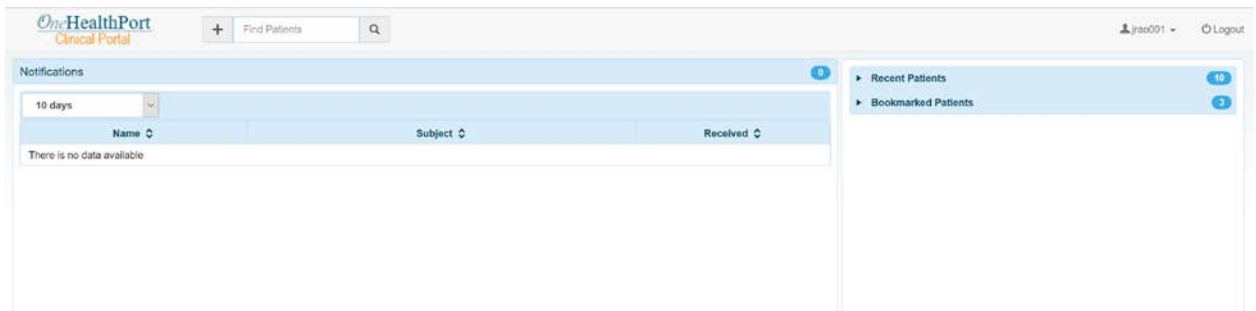 OneHealthPort
Clinical Portal
Find Patients
jrao001
Logout
Notifications
0
10 days
Name
Subject
Received
There is no data available
Recent Patients
10
Bookmarked Patients
3